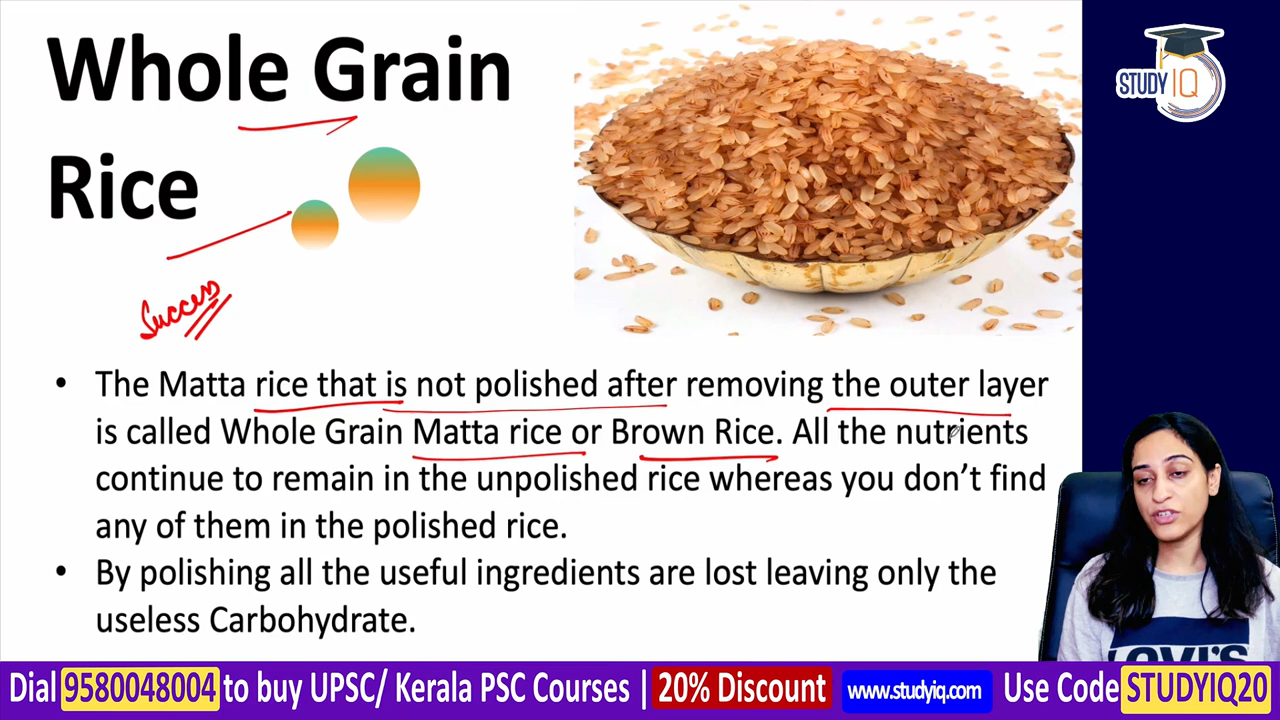 Whole Grain
Rice
STUDY IQ
Success
• The Matta rice that is not polished after removing the outer layer
is called Whole Grain Matta rice or Brown Rice. All the nutrients
continue to remain in the unpolished rice whereas you don’t find
any of them in the polished rice.
• By polishing all the useful ingredients are lost leaving only the
useless Carbohydrate.
LEVI'S
Dial 9580048004 to buy UPSC/ Kerala PSC Courses | 20% Discount www.studyiq.com Use Code STUDYIQ20